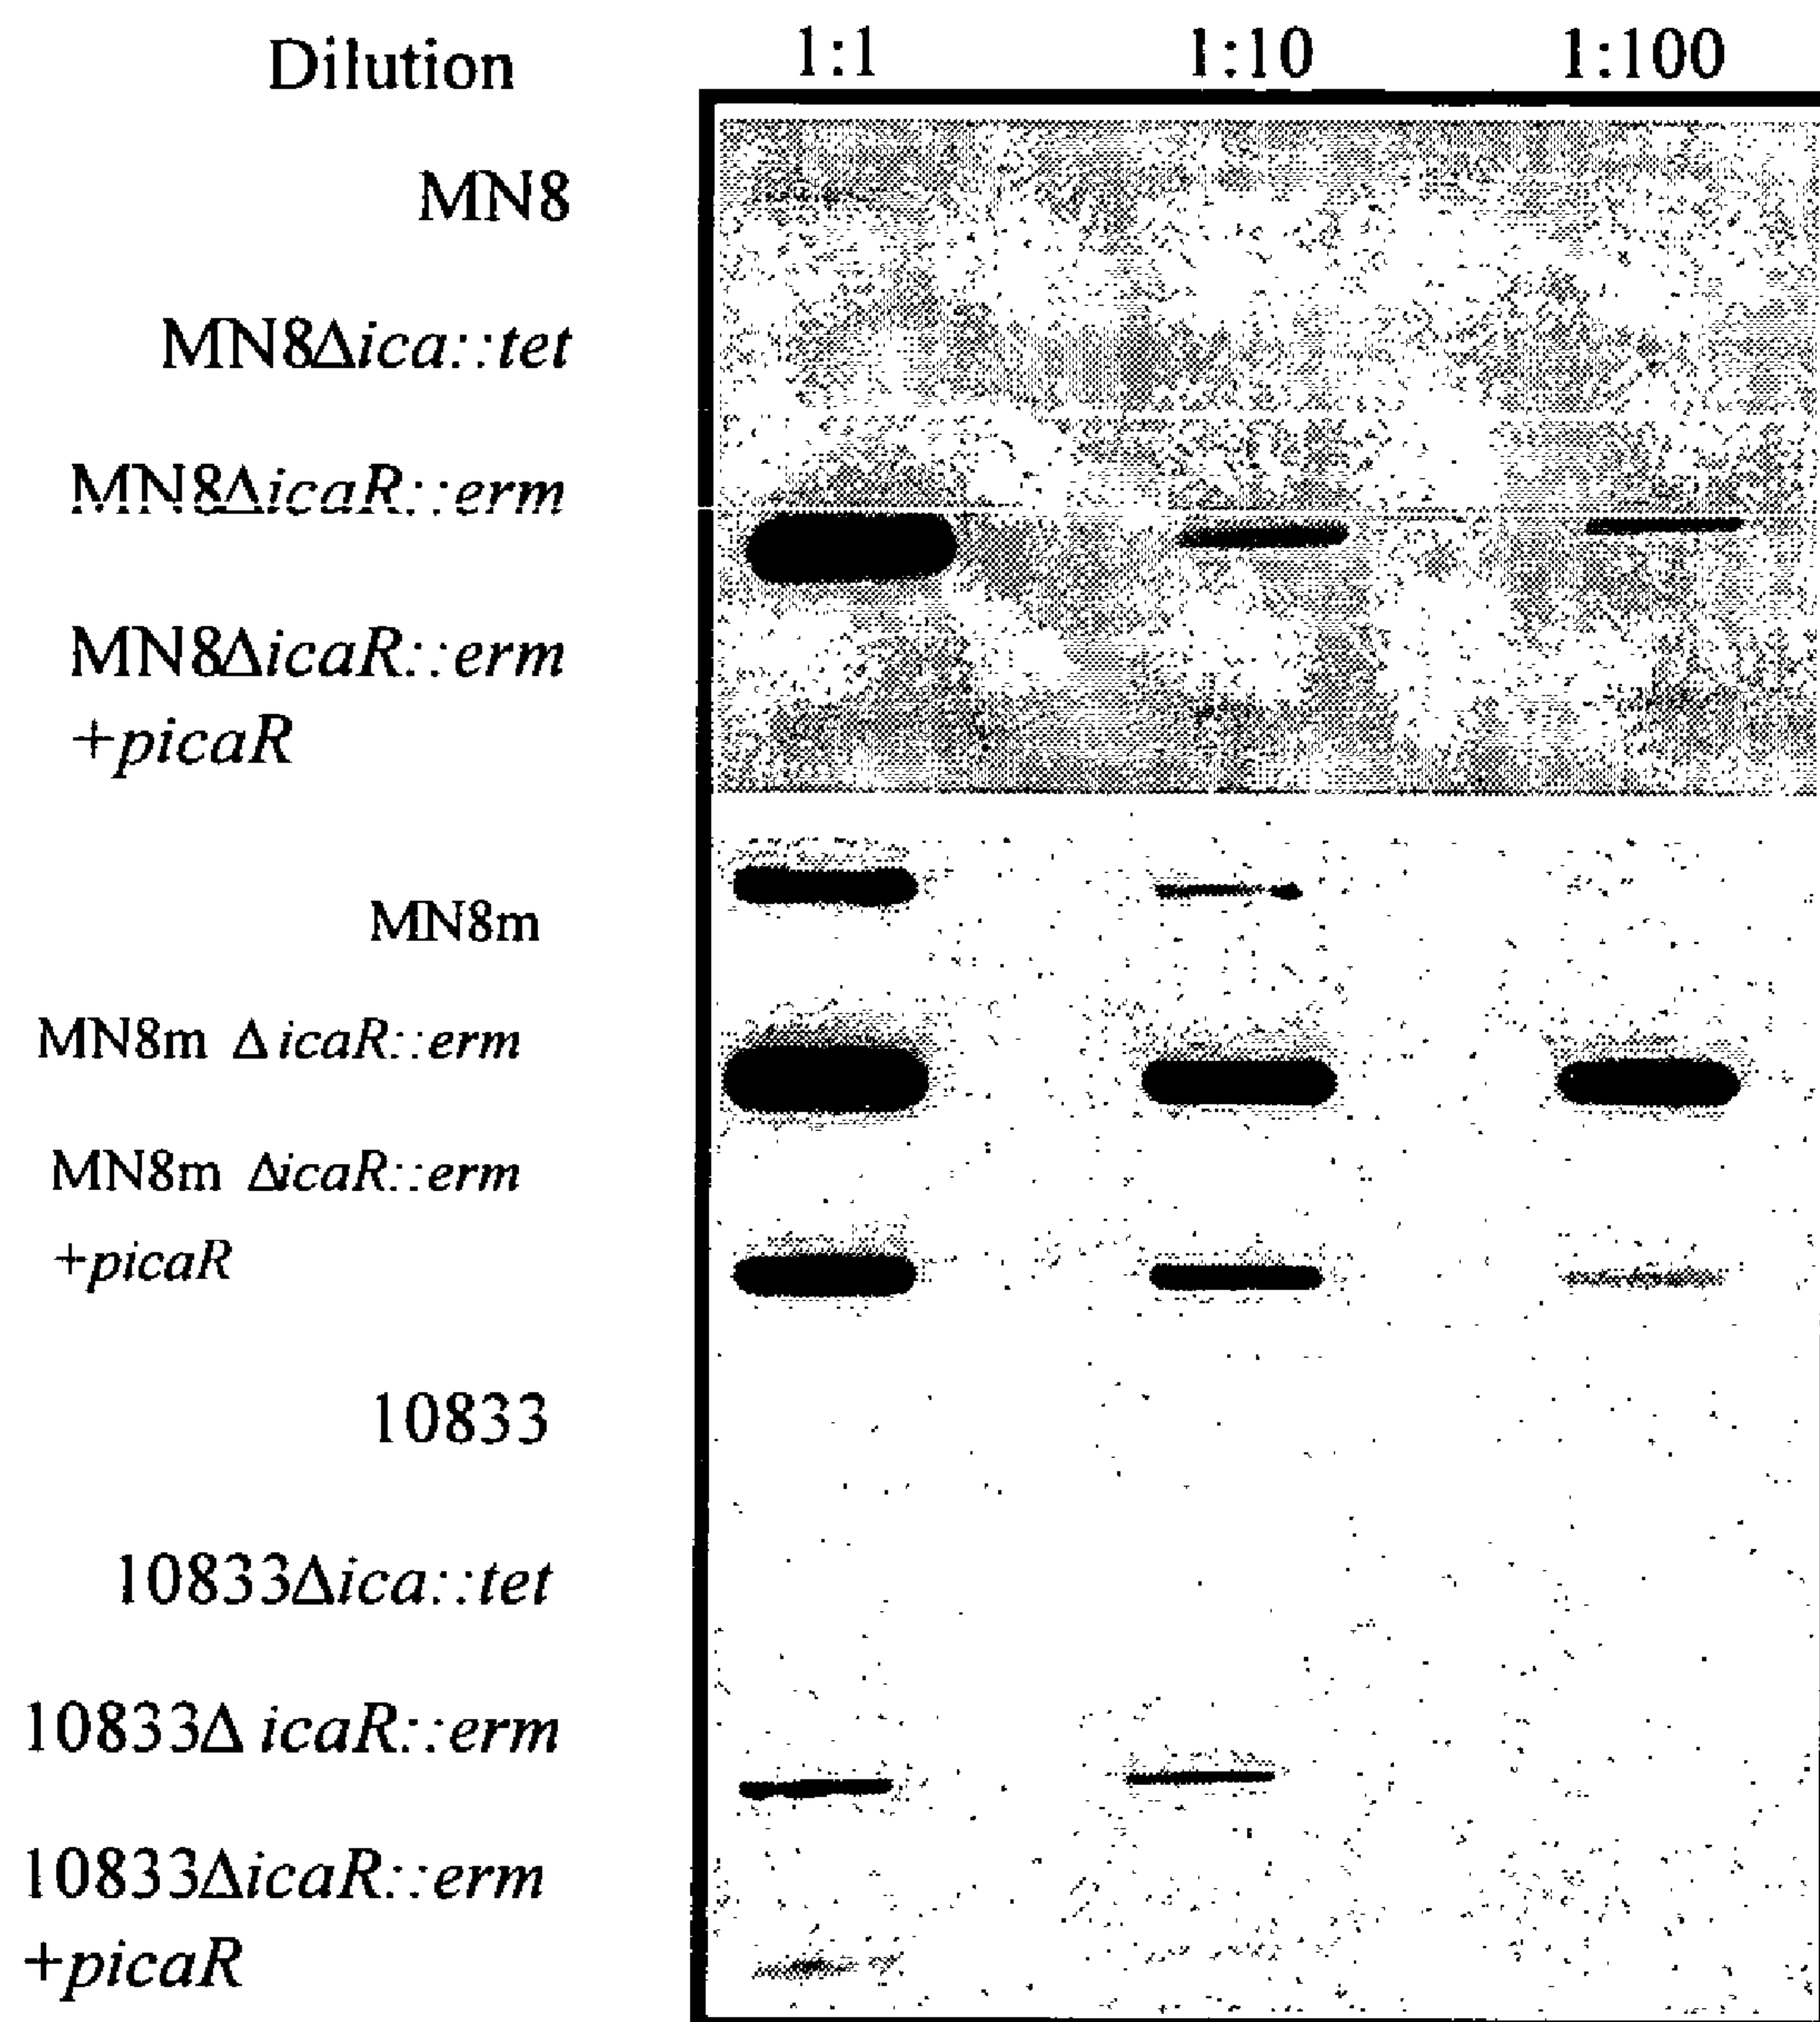 Dilution 1:1 1:10 1:100
MN8
MN8Δica::tet
MN8ΔicaR::erm
MN8ΔicaR::erm
+picaR
MN8m
MN8m ΔicaR::erm
MN8m ΔicaR::erm
+picaR
10833
10833Δica::tet
10833Δ icaR::erm
10833ΔicaR::erm
+picaR